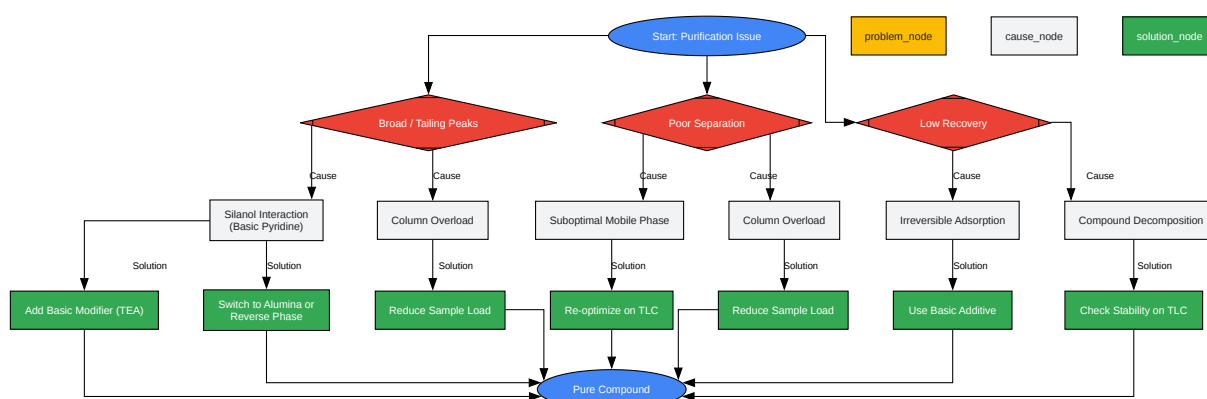 Start: Purification Issue
problem_node
cause_node
solution_node
Broad / Tailing Peaks
Poor Separation
Low Recovery
Cause
Cause
Cause
Cause
Cause
Cause
Silanol Interaction
(Basic Pyridine)
Column Overload
Suboptimal Mobile Phase
Column Overload
Irreversible Adsorption
Compound Decomposition
Solution
Solution
Solution
Solution
Solution
Solution
Solution
Add Basic Modifier (TEA)
Switch to Alumina or
Reverse Phase
Reduce Sample Load
Re-optimize on TLC
Reduce Sample Load
Use Basic Additive
Check Stability on TLC
Pure Compound